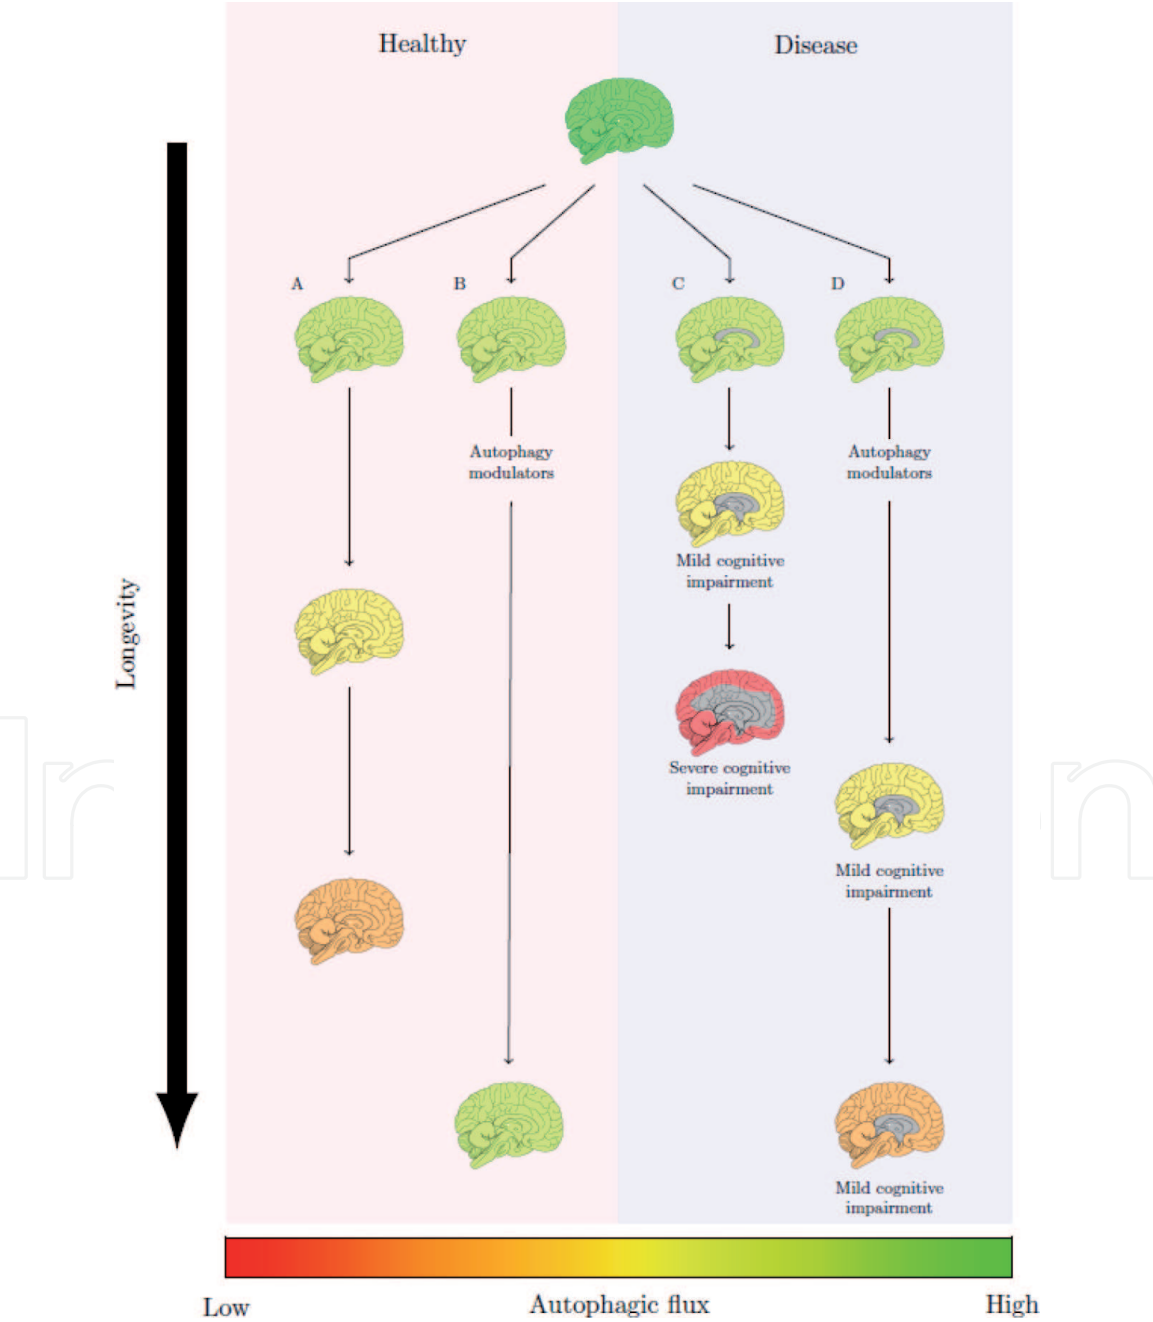 Healthy
Disease
A
B
C
D
Autophagy
modulators
Autophagy
modulators
Mild cognitive
impairment
Longevity
Severe cognitive
impairment
Mild cognitive
impairment
Mild cognitive
impairment
Low
Autophagic flux
High